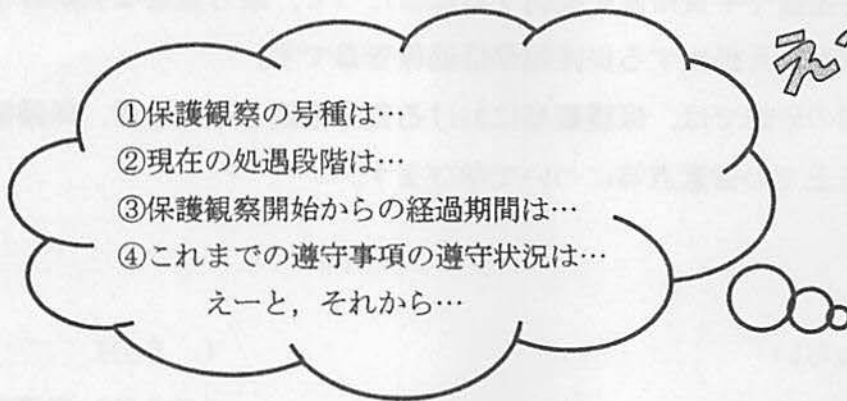 ①保護観察の号種は…
②現在の処遇段階は…
③保護観察開始からの経過期間は…
④これまでの遵守事項の遵守状況は…
えーと，それから…
え